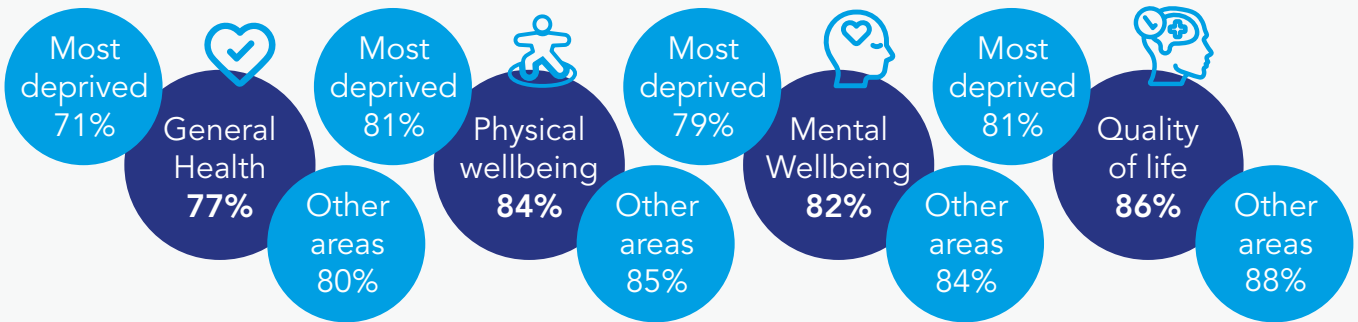 Most
deprived
71%
General
Health
77%
Other
areas
80%
Most
deprived
81%
Physical
wellbeing
84%
Other
areas
85%
Most
deprived
79%
Mental
Wellbeing
82%
Other
areas
84%
Most
deprived
81%
Quality
of life
86%
Other
areas
88%